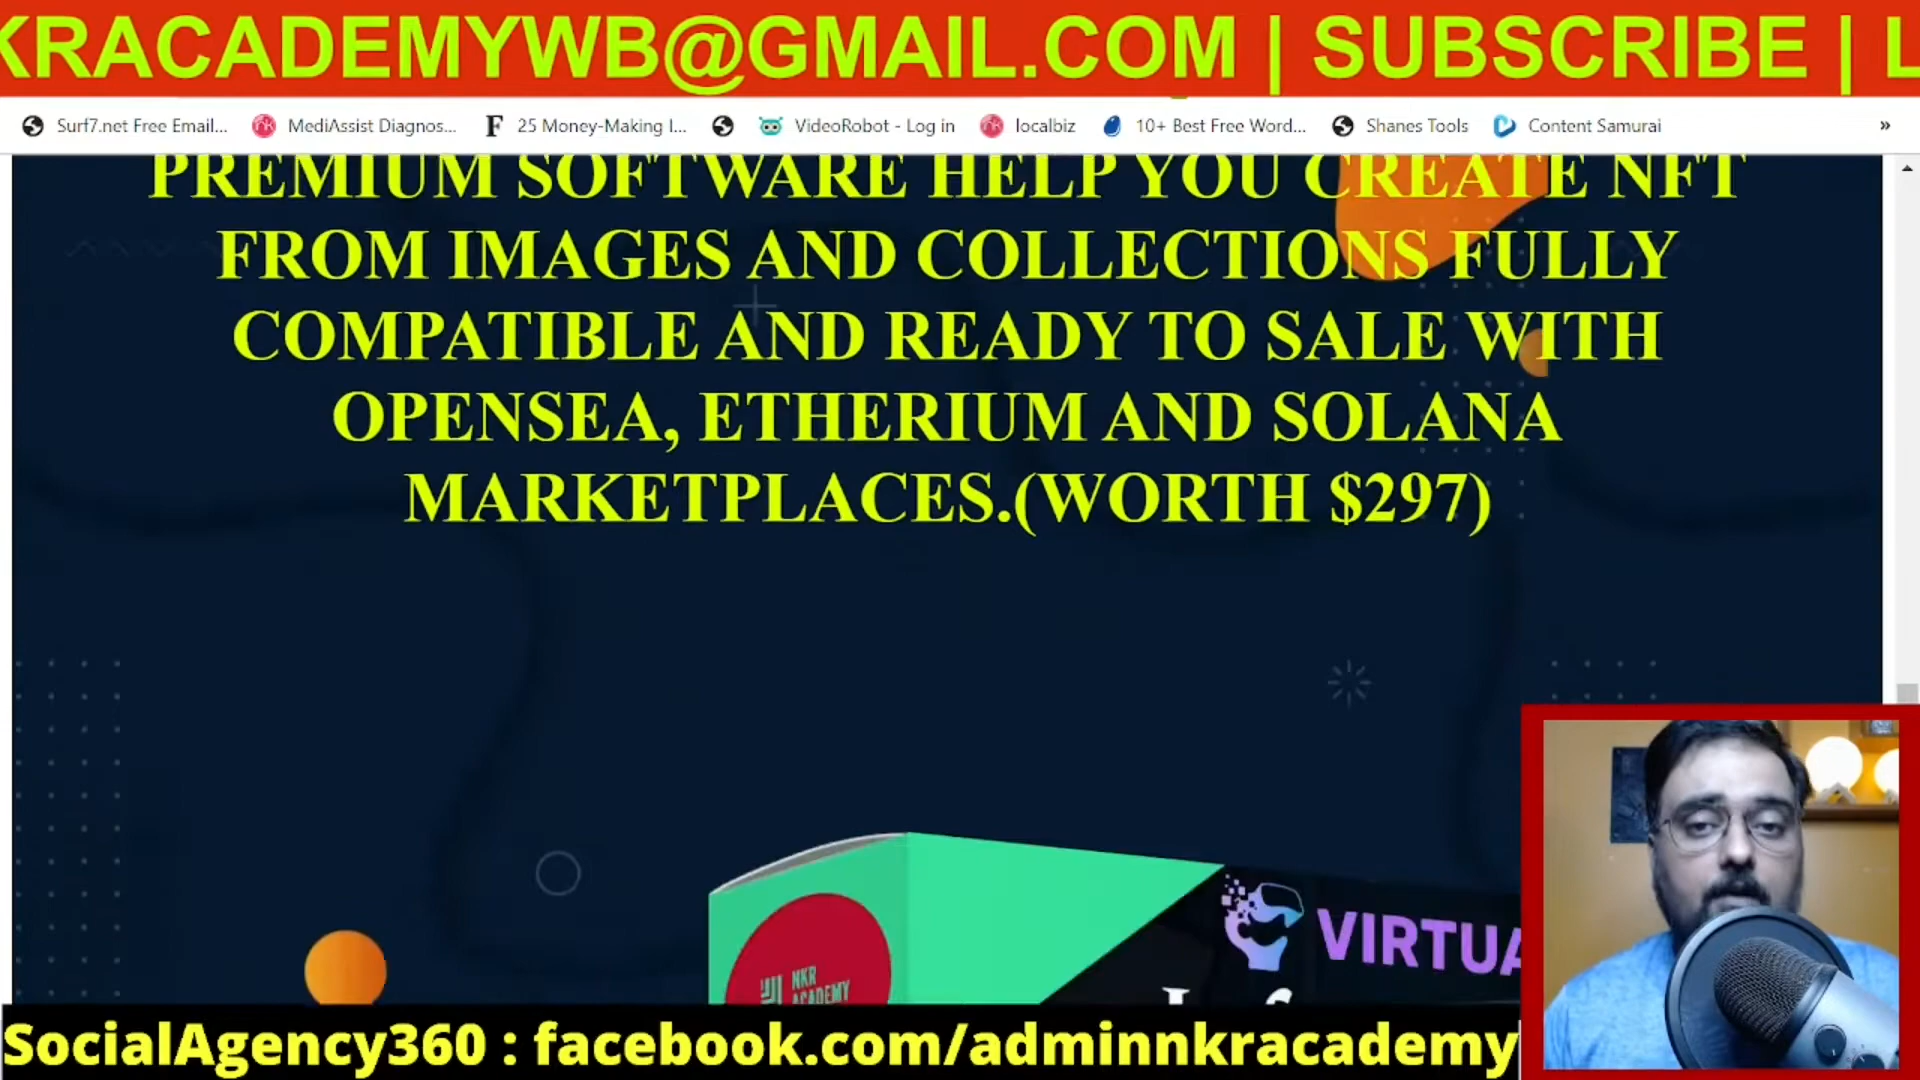 KRACADEMYWB@GMAIL.COM | SUBSCRIBE | L
Surf7.net Free Email... MediAssist Diagnos... 25 Money-Making I... VideoRobot - Log in localbiz 10+ Best Free Word... Shanes Tools Content Samurai »
PREMIUM SOFTWARE HELP YOU CREATE NFT
FROM IMAGES AND COLLECTIONS FULLY
COMPATIBLE AND READY TO SALE WITH
OPENSEA, ETHERIUM AND SOLANA
MARKETPLACES.(WORTH $297)
VIRTUA
NKR
ACADEMY
SocialAgency360 : facebook.com/adminnkracademy